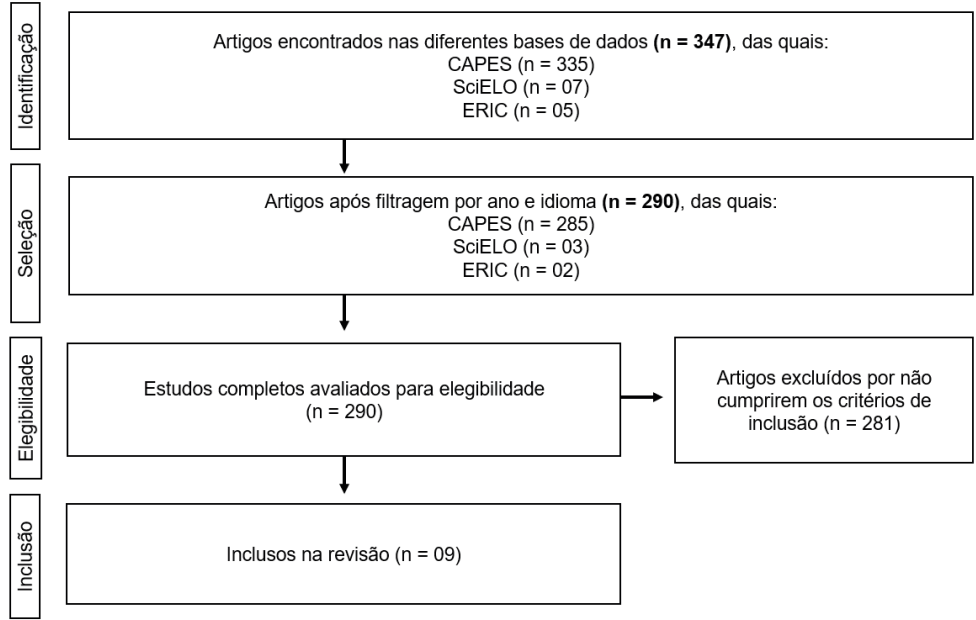 Identificação
Artigos encontrados nas diferentes bases de dados (n = 347), das quais:
CAPES (n = 335)
SciELO (n = 07)
ERIC (n = 05)
Seleção
Artigos após filtragem por ano e idioma (n = 290), das quais:
CAPES (n = 285)
SciELO (n = 03)
ERIC (n = 02)
Elegibilidade
Estudos completos avaliados para elegibilidade
(n = 290)
Artigos excluídos por não
cumprirem os critérios de
inclusão (n = 281)
Inclusão
Inclusos na revisão (n = 09)